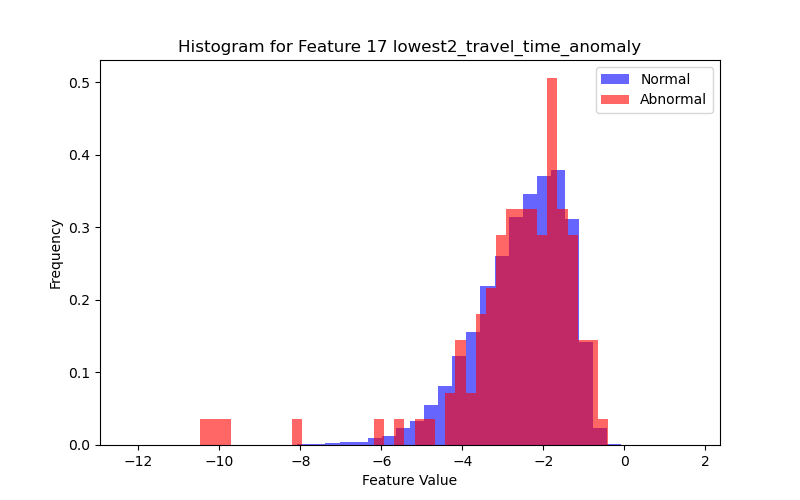 Histogram for Feature 17 lowest2_travel_time_anomaly
Normal
Abnormal
0.5
0.4
0.3
0.2
0.1
0.0
Frequency
−12
−10
−8
−6
−4
−2
0
2
Feature Value